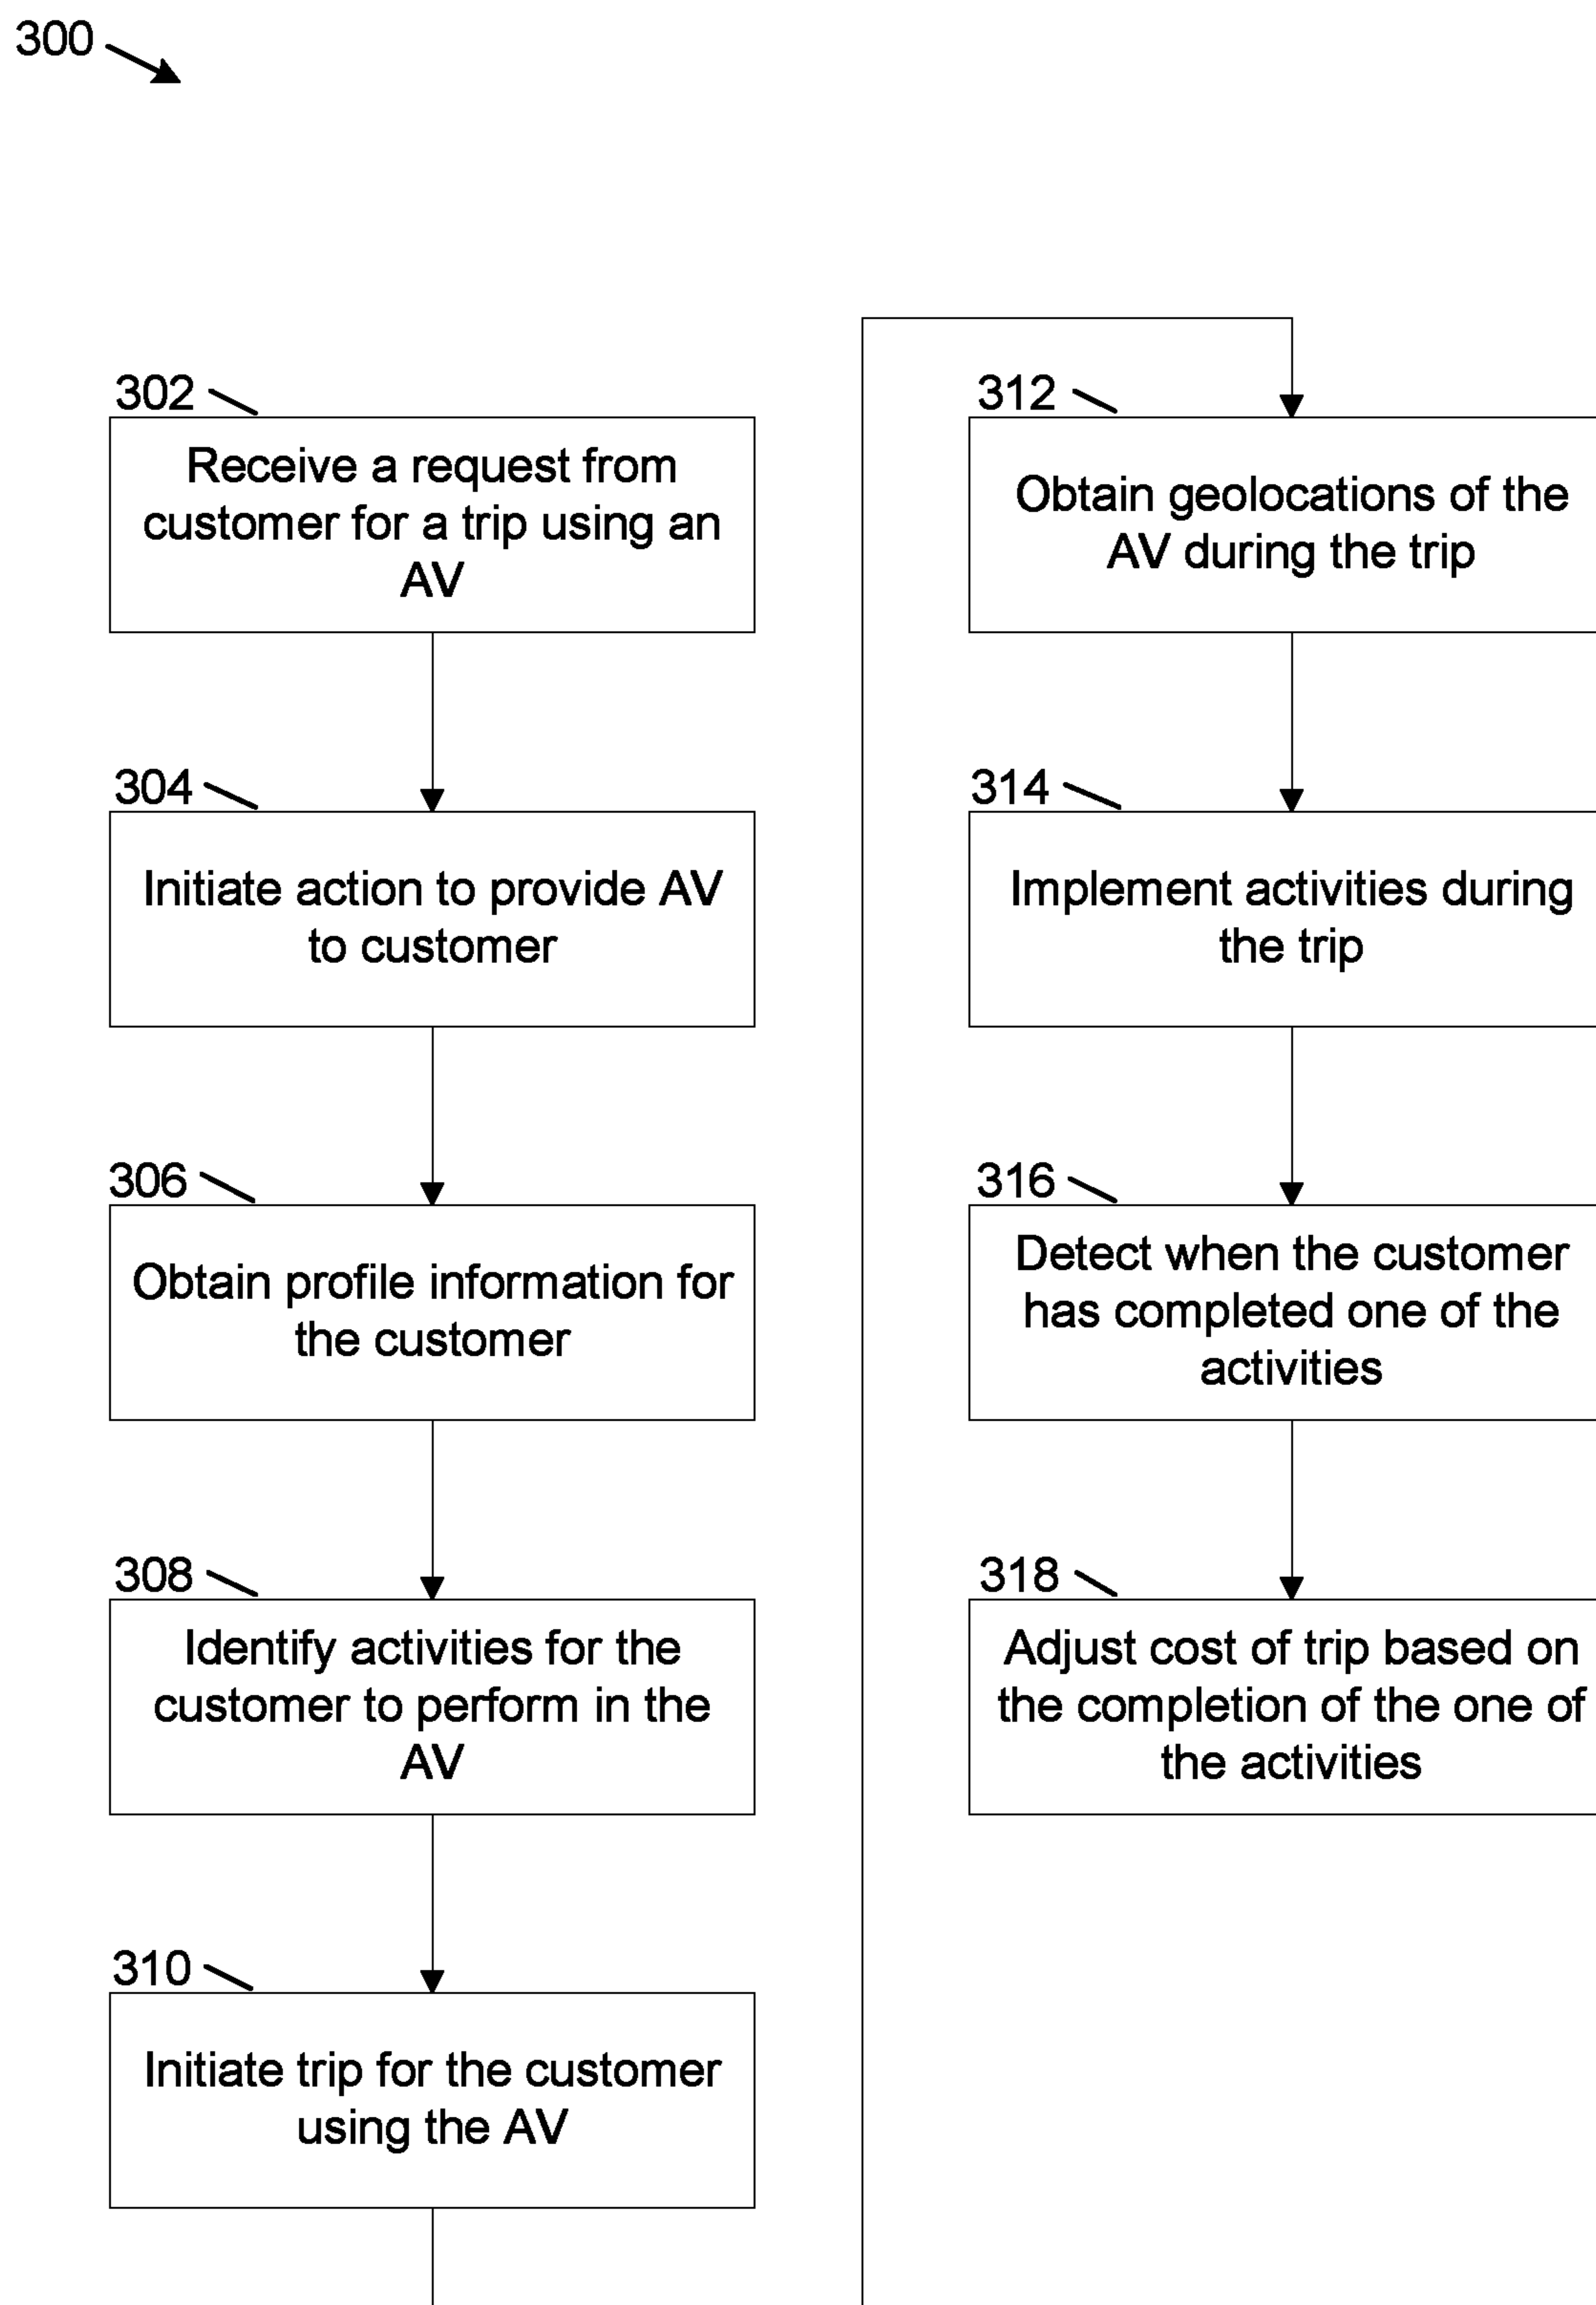 300
302
Receive a request from
customer for a trip using an
AV
304
Initiate action to provide AV
to customer
306
Obtain profile information for
the customer
308
Identify activities for the
customer to perform in the
AV
310
Initiate trip for the customer
using the AV
312
Obtain geolocations of the
AV during the trip
314
Implement activities during
the trip
316
Detect when the customer
has completed one of the
activities
318
Adjust cost of trip based on
the completion of the one of
the activities